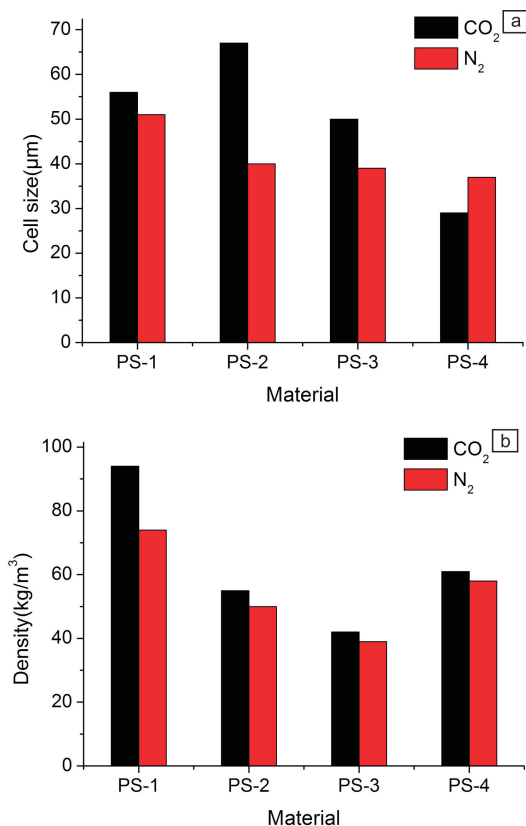 70
60
50
40
30
20
10
0
Cell size(μm)
CO₂ a
N₂
PS-1 PS-2 PS-3 PS-4
Material
100
80
60
40
20
0
Density(kg/m³)
CO₂ b
N₂
PS-1 PS-2 PS-3 PS-4
Material